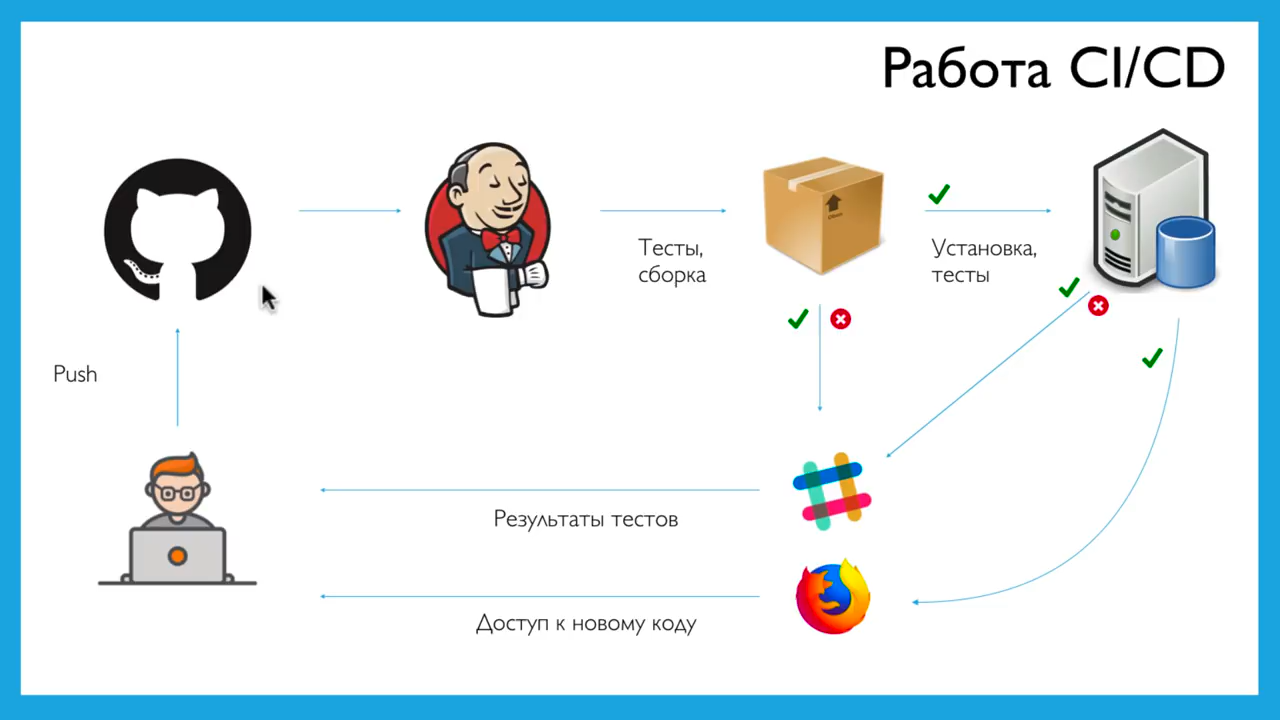 Работа CI/CD
Тесты,
сборка
Установка,
тесты
Push
Результаты тестов
Доступ к новому коду